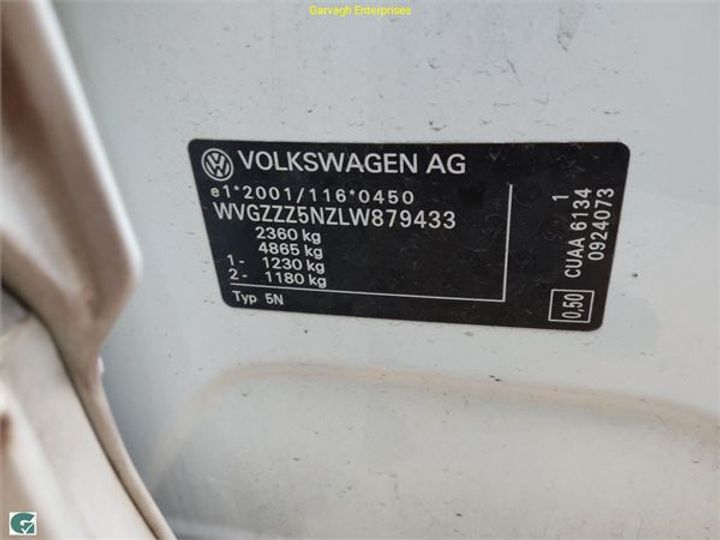 Garvagh Enterprises
VOLKSWAGEN AG
e1*2001/116*0450
WVGZZZ5NZLW879433
2360 kg
4865 kg
1- 1230 kg
2- 1180 kg
Typ 5N
1
CUAA 6134
0924073
0,50